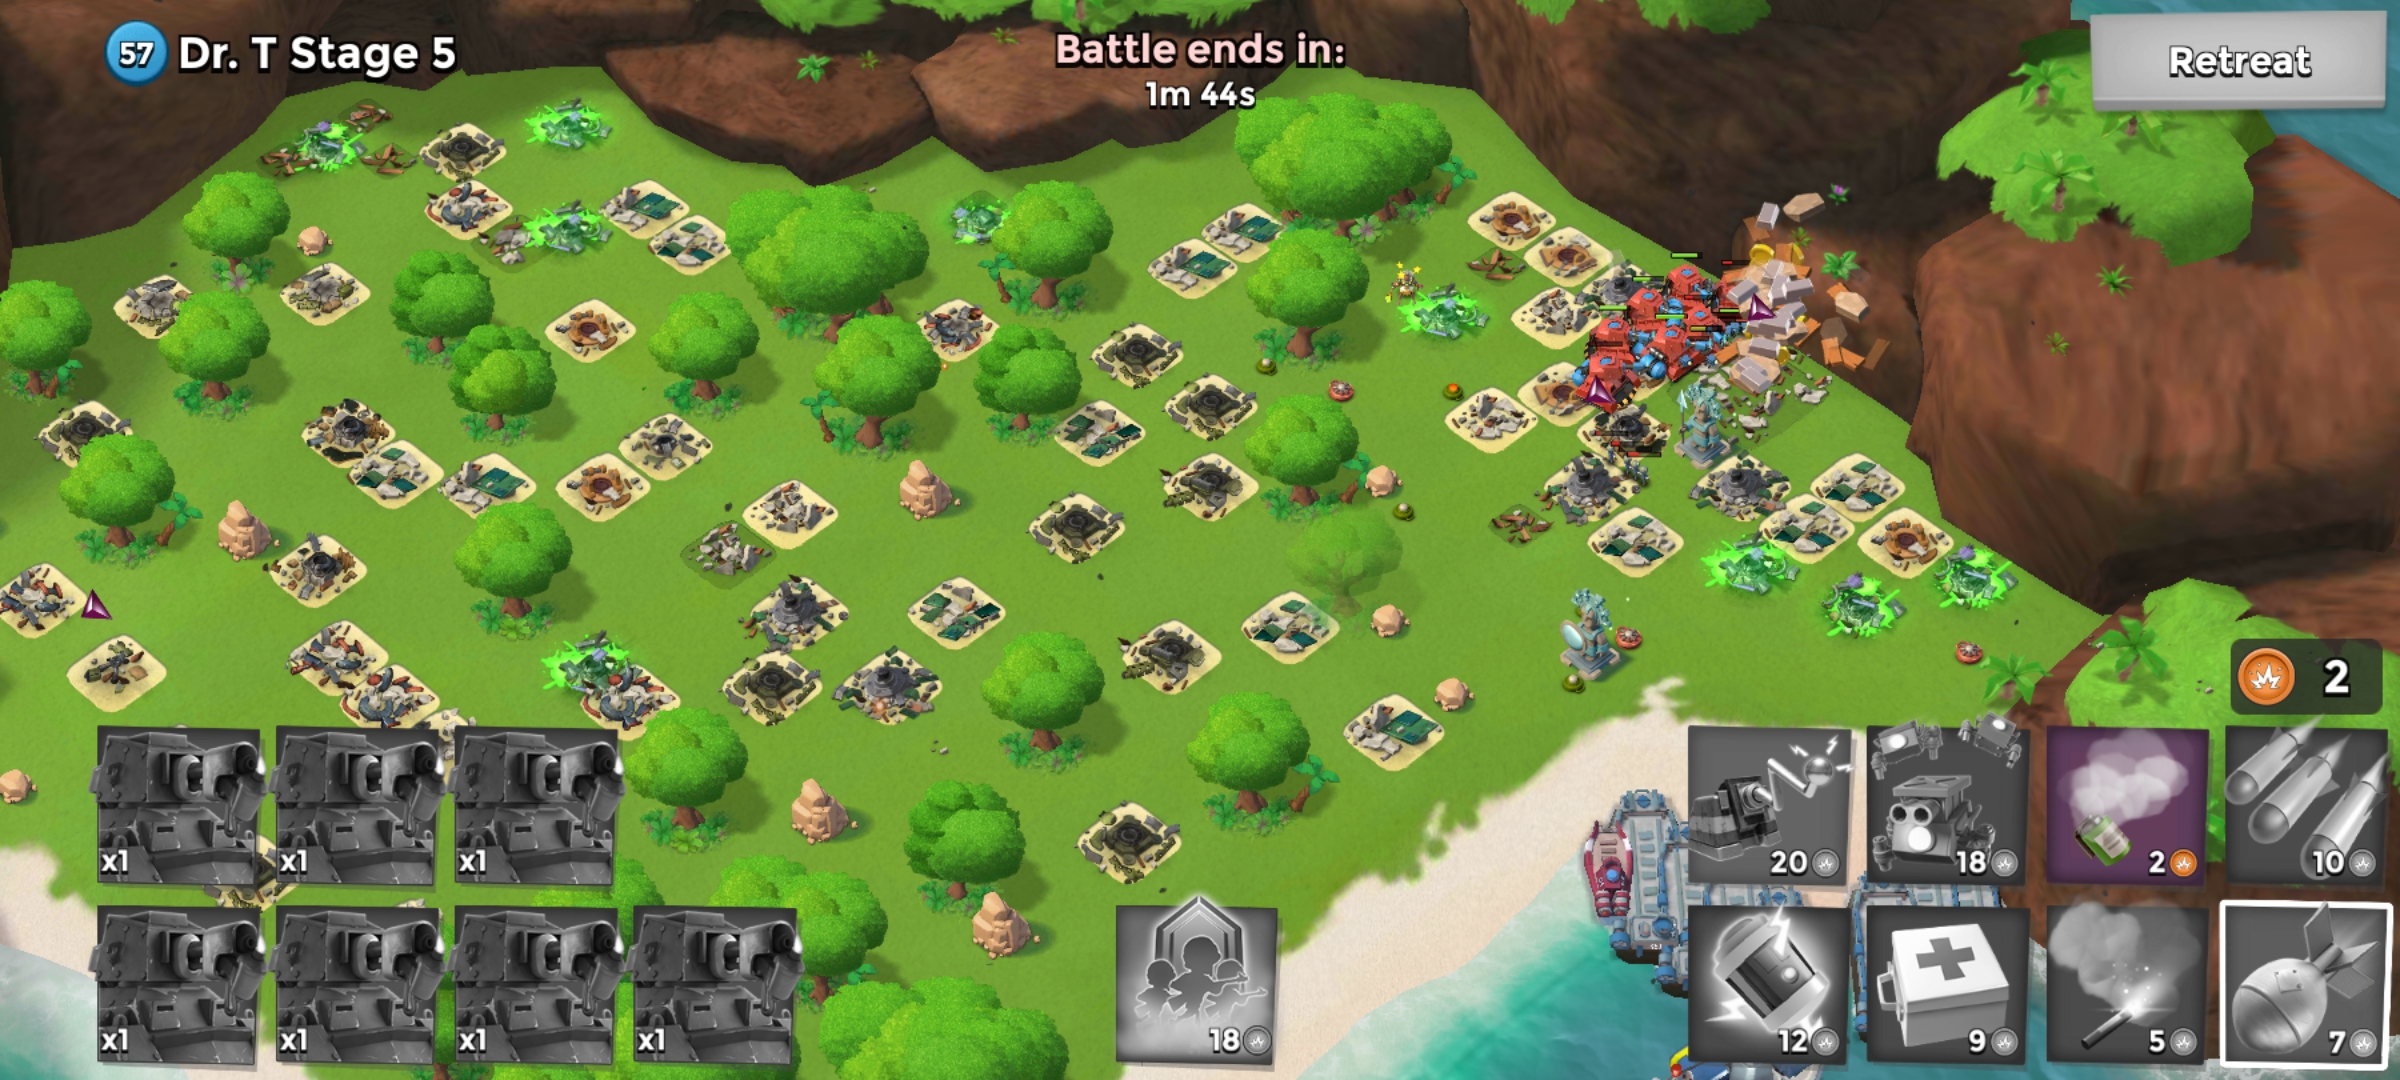 57 Dr. T Stage 5
Battle ends in:
1m 44s
Retreat
2
x1 x1 x1
20 18 2 10
x1 x1 x1 x1
18
12 9 5 7